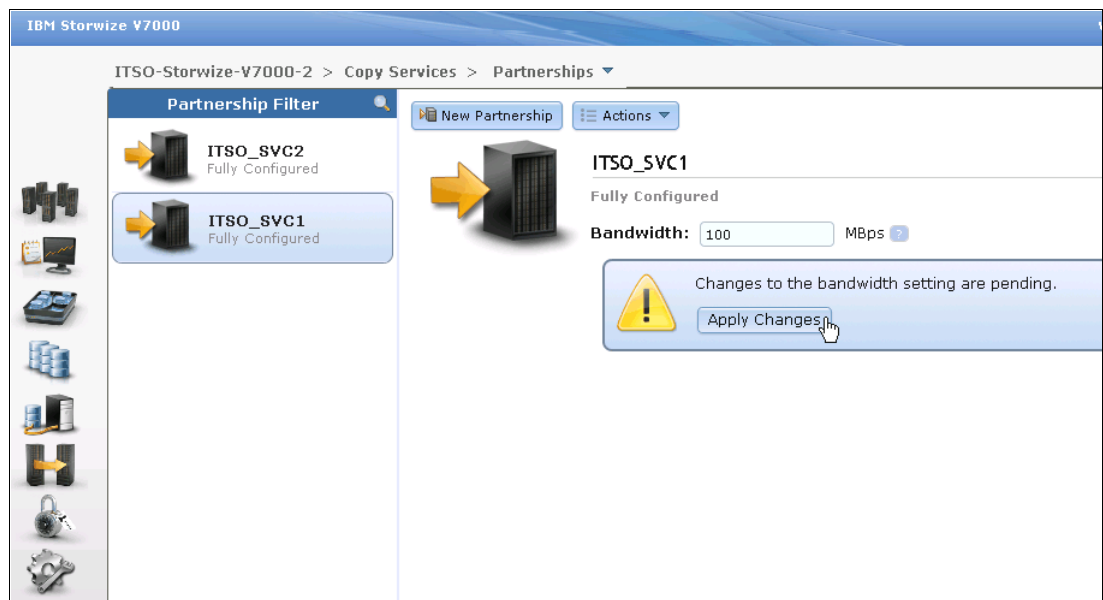 IBM Storwize V7000
ITSO-Storwize-V7000-2 > Copy Services > Partnerships
Partnership Filter
ITSO_SVC2
Fully Configured
ITSO_SVC1
Fully Configured
New Partnership
Actions
ITSO_SVC1
Fully Configured
Bandwidth: 100 MBps ?
Changes to the bandwidth setting are pending.
Apply Changes